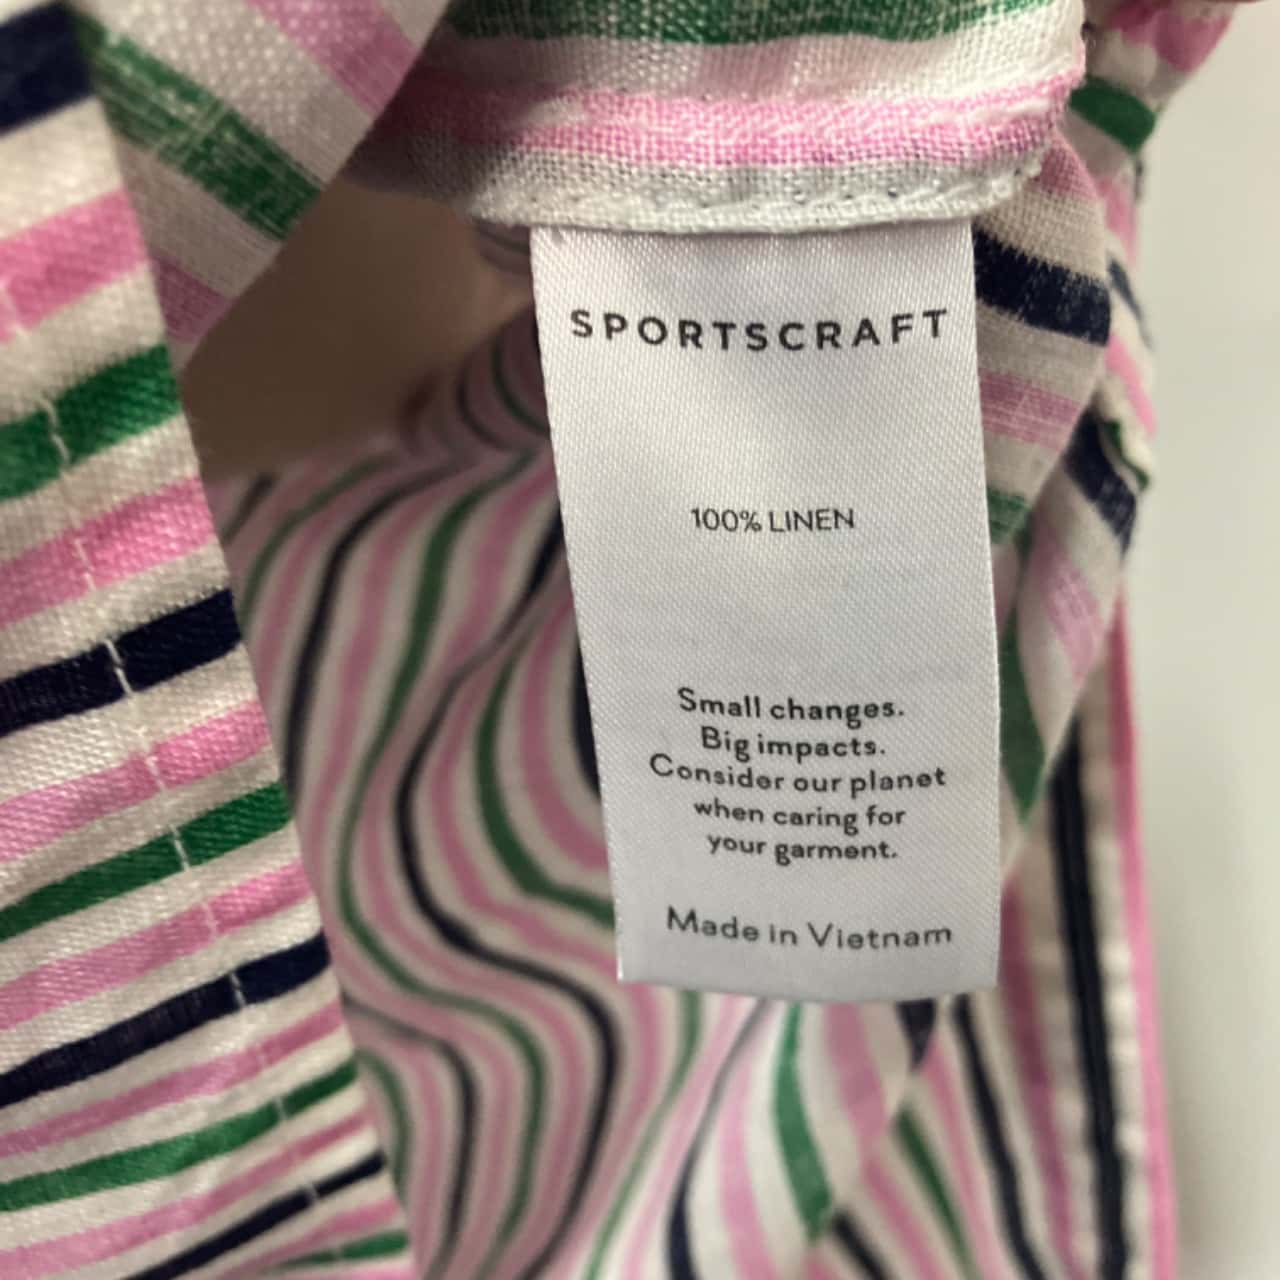 SPORTSCRAFT
100% LINEN
Small changes.
Big impacts.
Consider our planet
when caring for
your garment.
Made in Vietnam